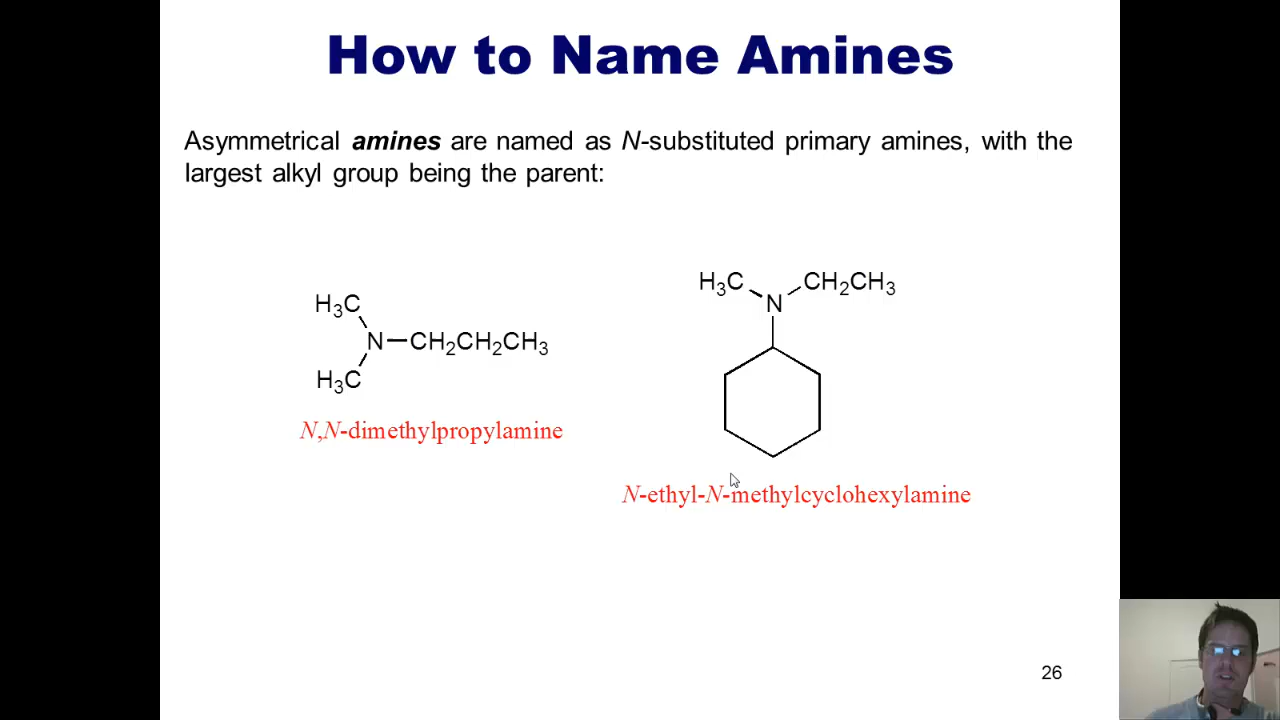 How to Name Amines
Asymmetrical amines are named as N-substituted primary amines, with the
largest alkyl group being the parent:
H3C
N
CH2CH2CH3
H3C
N,N-dimethylpropylamine
H3C
CH2CH3
N
N-ethyl-N-methylcyclohexylamine
26